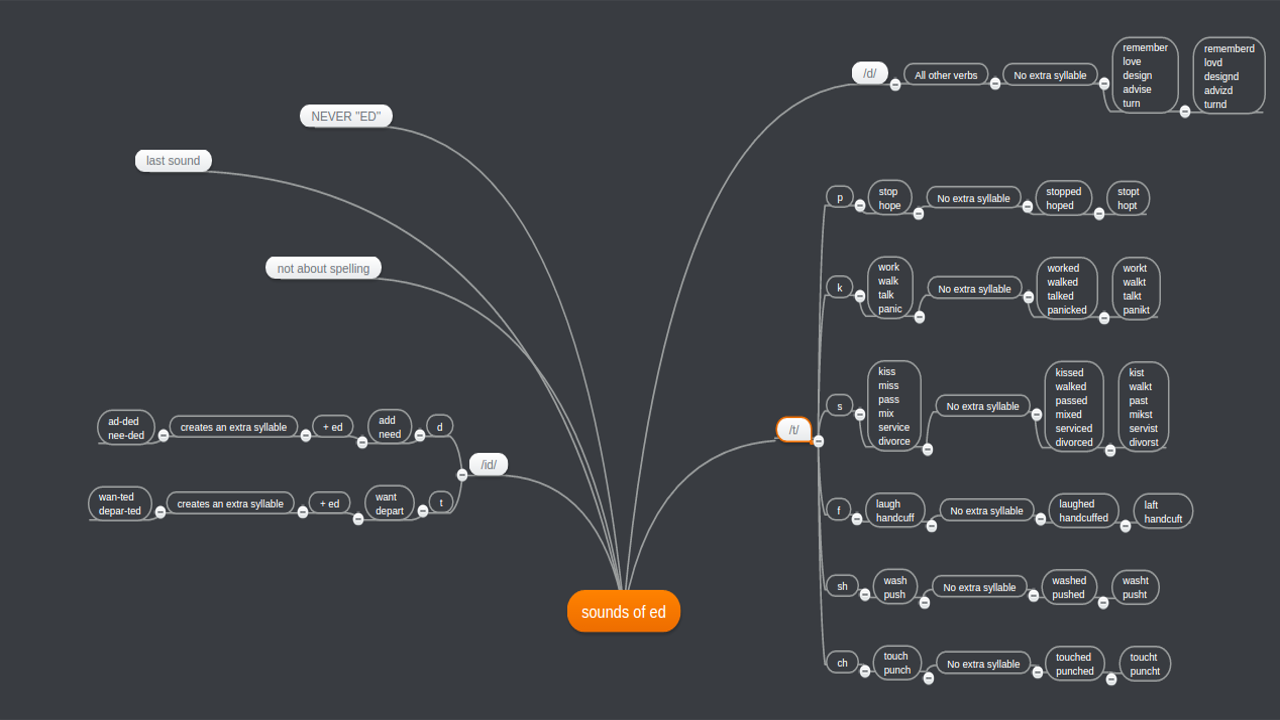 NEVER "ED"
last sound
not about spelling
/id/
d
add
need
+ ed
creates an extra syllable
ad-ded
nee-ded
t
want
depart
+ ed
creates an extra syllable
wan-ted
depar-ted
sounds of ed
/d/
All other verbs
No extra syllable
remember
love
design
advise
turn
rememberd
lovd
designd
advizd
turnd
/t/
p
stop
hope
No extra syllable
stopped
hoped
stopt
hopt
k
work
walk
talk
panic
No extra syllable
worked
walked
talked
panicked
workt
walkt
talkt
panikt
s
kiss
miss
pass
mix
service
divorce
No extra syllable
kissed
walked
passed
mixed
serviced
divorced
kist
walkt
past
mikst
servist
divorst
f
laugh
handcuff
No extra syllable
laughed
handcuffed
laft
handcuft
sh
wash
push
No extra syllable
washed
pushed
washt
pusht
ch
touch
punch
No extra syllable
touched
punched
toucht
puncht